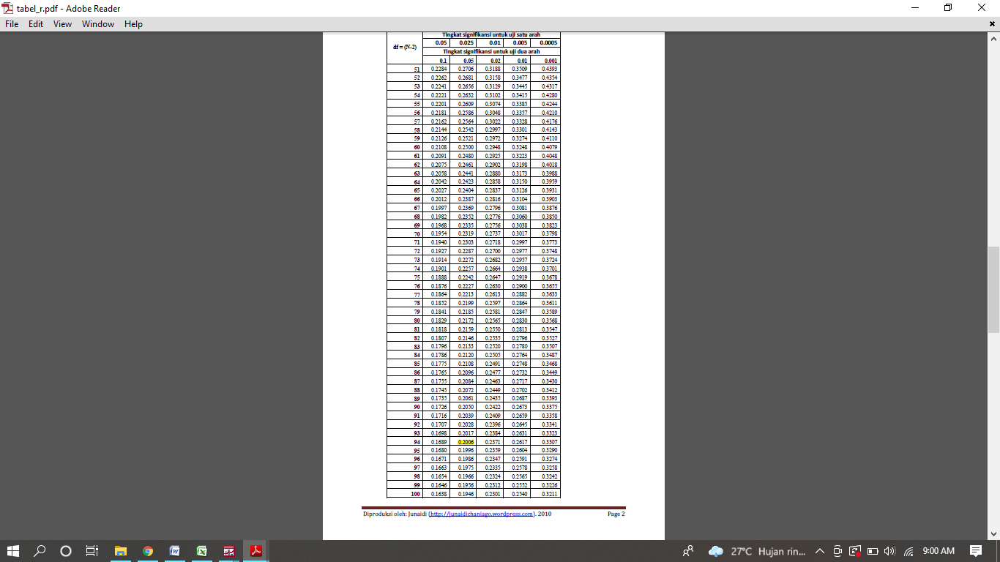 tabel_r.pdf - Adobe Reader
File Edit View Window Help
df = (N-2)
Tingkat signifikansi untuk uji satu arah
0.05 0.025 0.01 0.005 0.0005
Tingkat signifikansi untuk uji dua arah
0.1 0.05 0.02 0.01 0.001
51 0.2284 0.2706 0.3188 0.3509 0.4393
52 0.2262 0.2681 0.3158 0.3477 0.4354
53 0.2241 0.2656 0.3129 0.3445 0.4317
54 0.2221 0.2632 0.3102 0.3415 0.4280
55 0.2201 0.2609 0.3074 0.3385 0.4244
56 0.2181 0.2586 0.3048 0.3357 0.4210
57 0.2162 0.2564 0.3022 0.3328 0.4176
58 0.2144 0.2542 0.2997 0.3301 0.4143
59 0.2126 0.2521 0.2972 0.3274 0.4110
60 0.2108 0.2500 0.2948 0.3248 0.4079
61 0.2091 0.2480 0.2925 0.3223 0.4048
62 0.2075 0.2461 0.2902 0.3198 0.4018
63 0.2058 0.2441 0.2880 0.3173 0.3988
64 0.2042 0.2423 0.2858 0.3150 0.3959
65 0.2027 0.2404 0.2837 0.3126 0.3931
66 0.2012 0.2387 0.2816 0.3104 0.3903
67 0.1997 0.2369 0.2796 0.3081 0.3876
68 0.1982 0.2352 0.2776 0.3060 0.3850
69 0.1968 0.2335 0.2756 0.3038 0.3823
70 0.1954 0.2319 0.2737 0.3017 0.3798
71 0.1940 0.2303 0.2718 0.2997 0.3773
72 0.1927 0.2287 0.2700 0.2977 0.3748
73 0.1914 0.2272 0.2682 0.2957 0.3724
74 0.1901 0.2257 0.2664 0.2938 0.3701
75 0.1888 0.2242 0.2647 0.2919 0.3678
76 0.1876 0.2227 0.2630 0.2900 0.3655
77 0.1864 0.2213 0.2613 0.2882 0.3633
78 0.1852 0.2199 0.2597 0.2864 0.3611
79 0.1841 0.2185 0.2581 0.2847 0.3589
80 0.1829 0.2172 0.2565 0.2830 0.3568
81 0.1818 0.2159 0.2550 0.2813 0.3547
82 0.1807 0.2146 0.2535 0.2796 0.3527
83 0.1796 0.2133 0.2520 0.2780 0.3507
84 0.1786 0.2120 0.2505 0.2764 0.3487
85 0.1775 0.2108 0.2491 0.2748 0.3468
86 0.1765 0.2096 0.2477 0.2732 0.3449
87 0.1755 0.2084 0.2463 0.2717 0.3430
88 0.1745 0.2072 0.2449 0.2702 0.3412
89 0.1735 0.2061 0.2435 0.2687 0.3393
90 0.1726 0.2050 0.2422 0.2673 0.3375
91 0.1716 0.2039 0.2409 0.2659 0.3358
92 0.1707 0.2028 0.2396 0.2645 0.3341
93 0.1698 0.2017 0.2384 0.2631 0.3323
94 0.1689 0.2006 0.2371 0.2617 0.3307
95 0.1680 0.1996 0.2359 0.2604 0.3290
96 0.1671 0.1986 0.2347 0.2591 0.3274
97 0.1663 0.1975 0.2335 0.2578 0.3258
98 0.1654 0.1966 0.2324 0.2565 0.3242
99 0.1646 0.1956 0.2312 0.2552 0.3226
100 0.1638 0.1946 0.2301 0.2540 0.3211
Diproduksi oleh: Junaidi (http://junaidichaniago.wordpress.com). 2010 Page 2
27°C Hujan rin... 9:00 AM